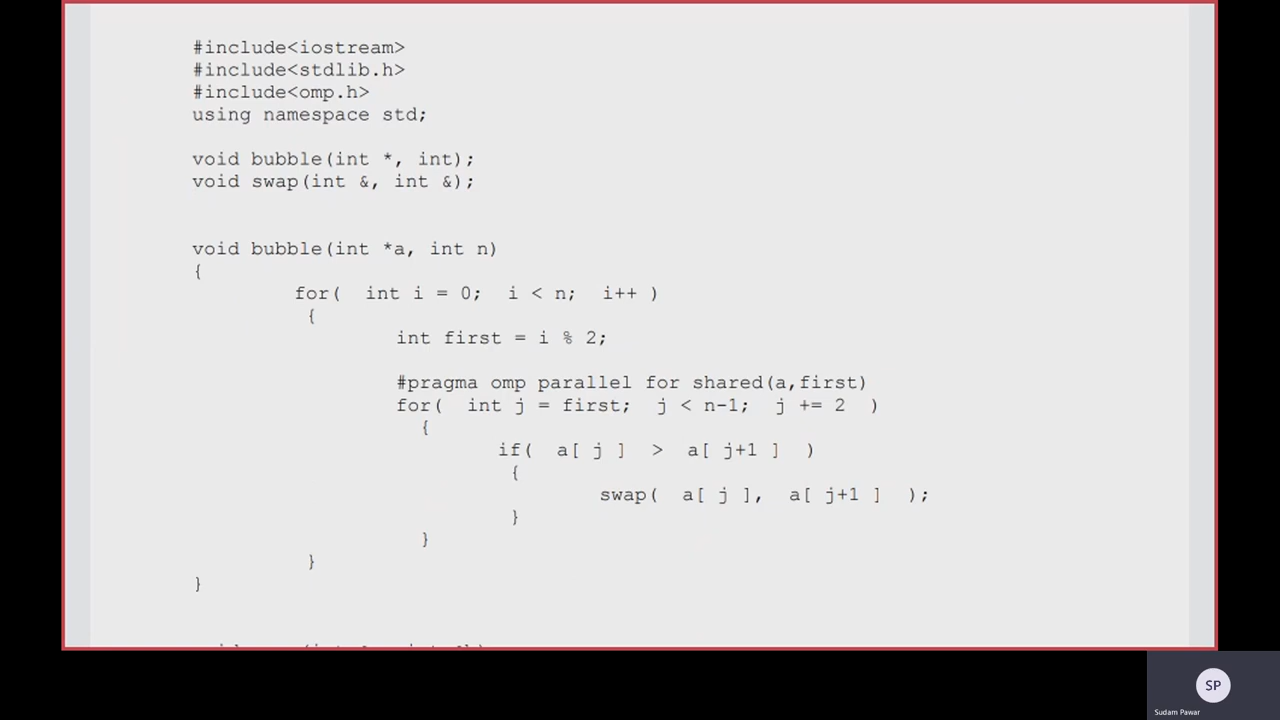 #include<iostream>
#include<stdlib.h>
#include<omp.h>
using namespace std;
void bubble(int *, int);
void swap(int &, int &);
void bubble(int *a, int n)
{
for( int i = 0; i < n; i++ )
{
int first = i % 2;
#pragma omp parallel for shared(a,first)
for( int j = first; j < n-1; j += 2 )
{
if( a[ j ] > a[ j+1 ] )
{
swap( a[ j ], a[ j+1 ] );
}
}
}
}
SP
Sudam Pawar